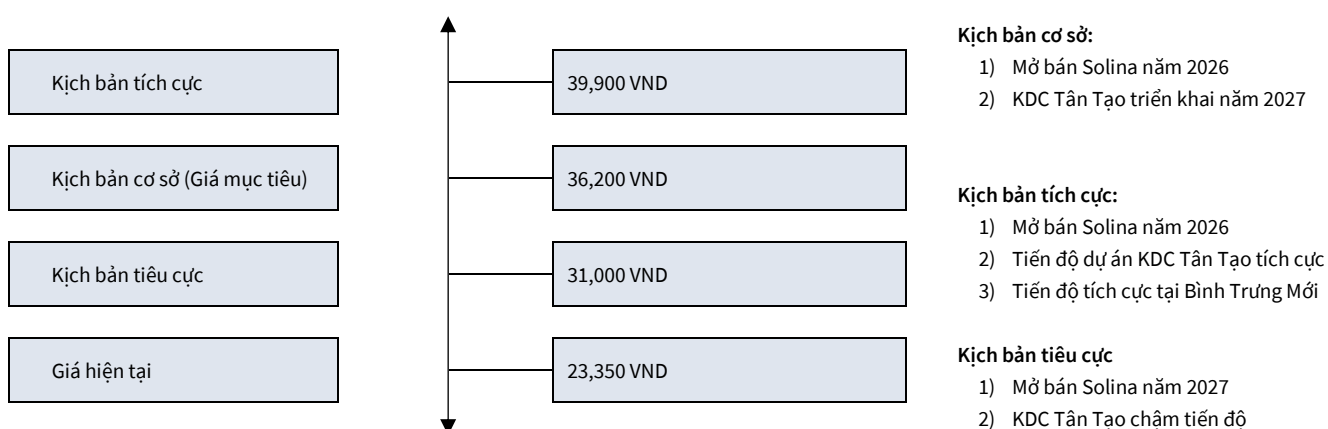 Kịch bản tích cực
39,900 VND
Kịch bản cơ sở (Giá mục tiêu)
36,200 VND
Kịch bản tiêu cực
31,000 VND
Giá hiện tại
23,350 VND
Kịch bản cơ sở:
1) Mở bán Solina năm 2026
2) KDC Tân Tạo triển khai năm 2027
Kịch bản tích cực:
1) Mở bán Solina năm 2026
2) Tiến độ dự án KDC Tân Tạo tích cực
3) Tiến độ tích cực tại Bình Trưng Mới
Kịch bản tiêu cực
1) Mở bán Solina năm 2027
2) KDC Tân Tạo chậm tiến độ